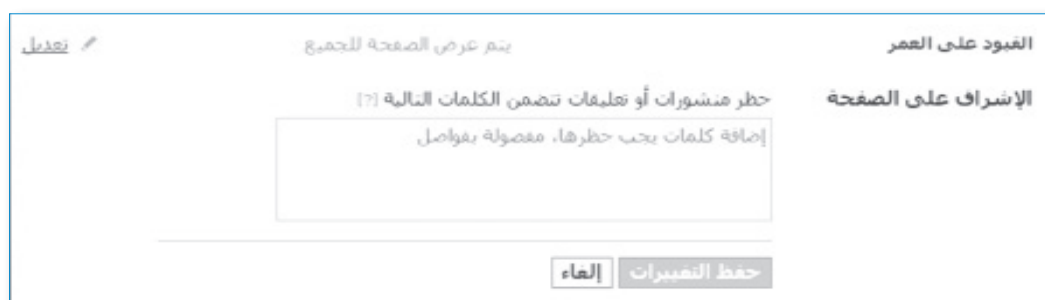 القيود على العمر يتم عرض الصفحة للجميع تعديل
الإشراف على الصفحة حظر منشورات أو تعليقات تتضمن الكلمات التالية [?]
إضافة كلمات يجب حظرها، مفصولة بفواصل
حفظ التغييرات إلغاء